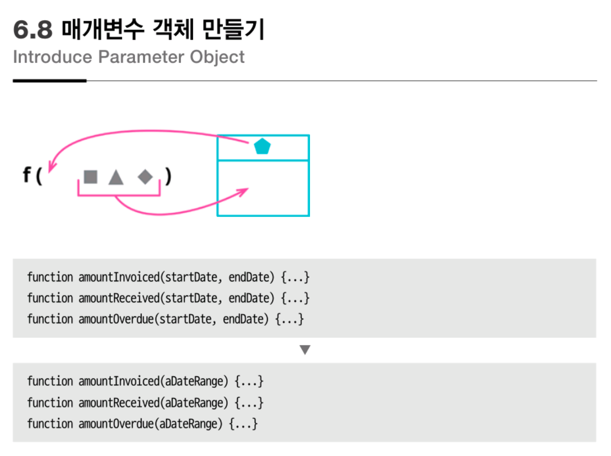 6.8 매개변수 객체 만들기
Introduce Parameter Object
f( )
function amountInvoiced(startDate, endDate) {...}
function amountReceived(startDate, endDate) {...}
function amountOverdue(startDate, endDate) {...}
function amountInvoiced(aDateRange) {...}
function amountReceived(aDateRange) {...}
function amountOverdue(aDateRange) {...}